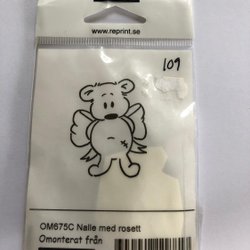 www.reprint.se
109
OM675C Nalle med rosett
Omonterat från